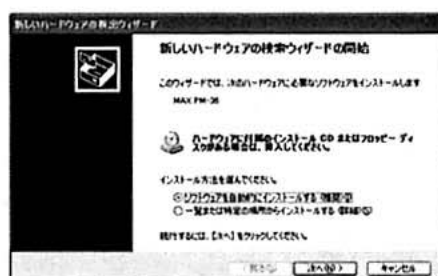 新しいハードウェアの検出ウィザード
新しいハードウェアの検索ウィザードの開始
このウィザードでは、次のハードウェアに必要なソフトウェアをインストールします
MAX PM-36
ハードウェアに付属のインストール CD またはフロッピー ディ
スクがある場合は、挿入してください。
インストール方法を選んでください。
ソフトウェアを自動的にインストールする (推奨)(I)
一覧または特定の場所からインストールする (詳細)(S)
続行するには、[次へ] をクリックしてください。
< 戻る(B)
次へ(N) >
キャンセル